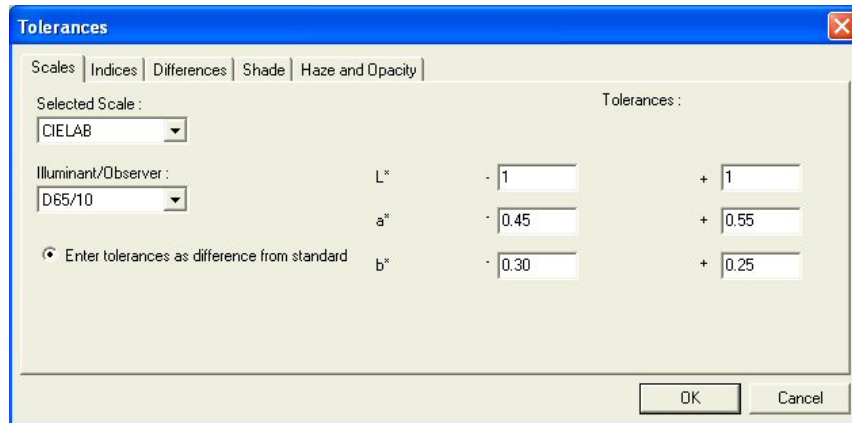 Tolerances
Scales Indices Differences Shade Haze and Opacity
Selected Scale : Tolerances :
CIELAB
Illuminant/Observer :
D65/10
L* - 1 + 1
a* - 0.45 + 0.55
Enter tolerances as difference from standard
b* - 0.30 + 0.25
OK Cancel